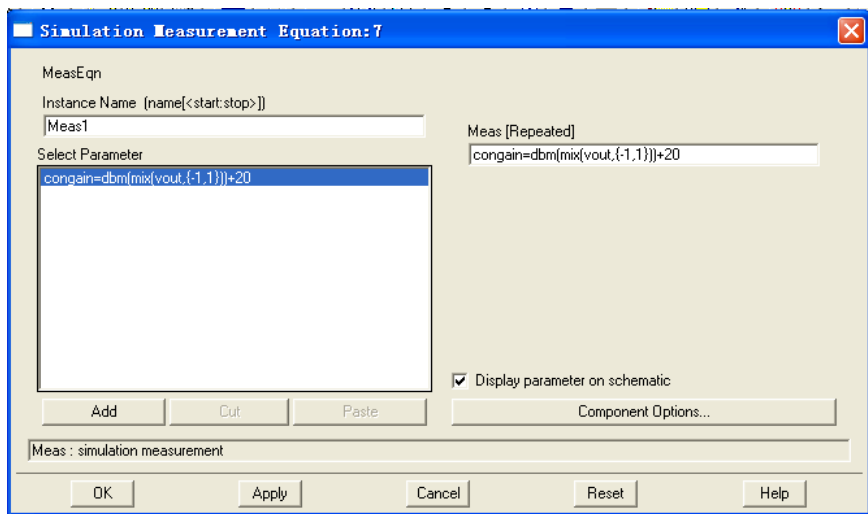 Simulation Measurement Equation:7
MeasEqn
Instance Name (name[<start:stop>])
Meas1
Meas [Repeated]
congain=dbm(mix(vout,{-1,1}))+20
Select Parameter
congain=dbm(mix(vout,{-1,1}))+20
Display parameter on schematic
Add Cut Paste Component Options...
Meas : simulation measurement
OK Apply Cancel Reset Help